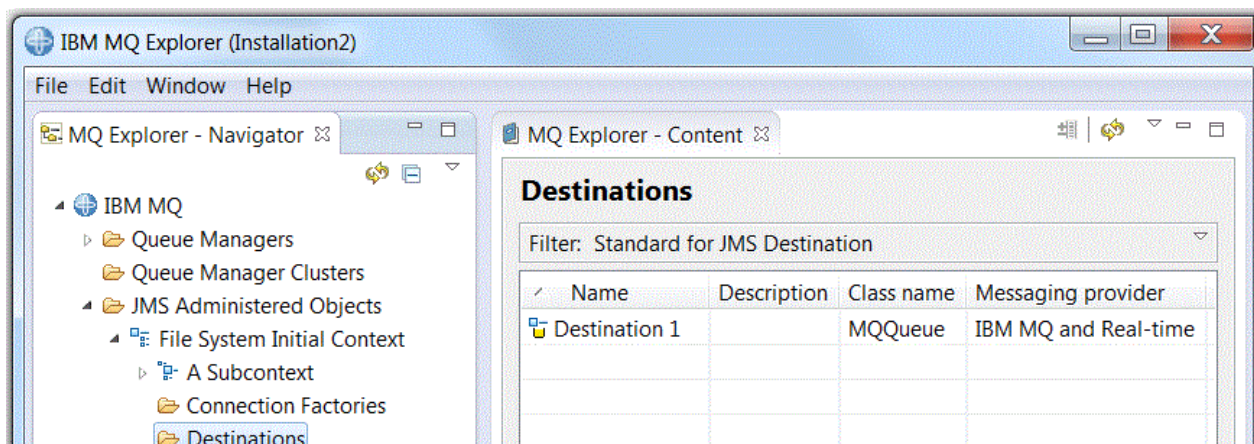 IBM MQ Explorer (Installation2)
File Edit Window Help
MQ Explorer - Navigator
IBM MQ
Queue Managers
Queue Manager Clusters
JMS Administered Objects
File System Initial Context
A Subcontext
Connection Factories
Destinations
MQ Explorer - Content
Destinations
Filter: Standard for JMS Destination
Name Description Class name Messaging provider
Destination 1 MQQueue IBM MQ and Real-time